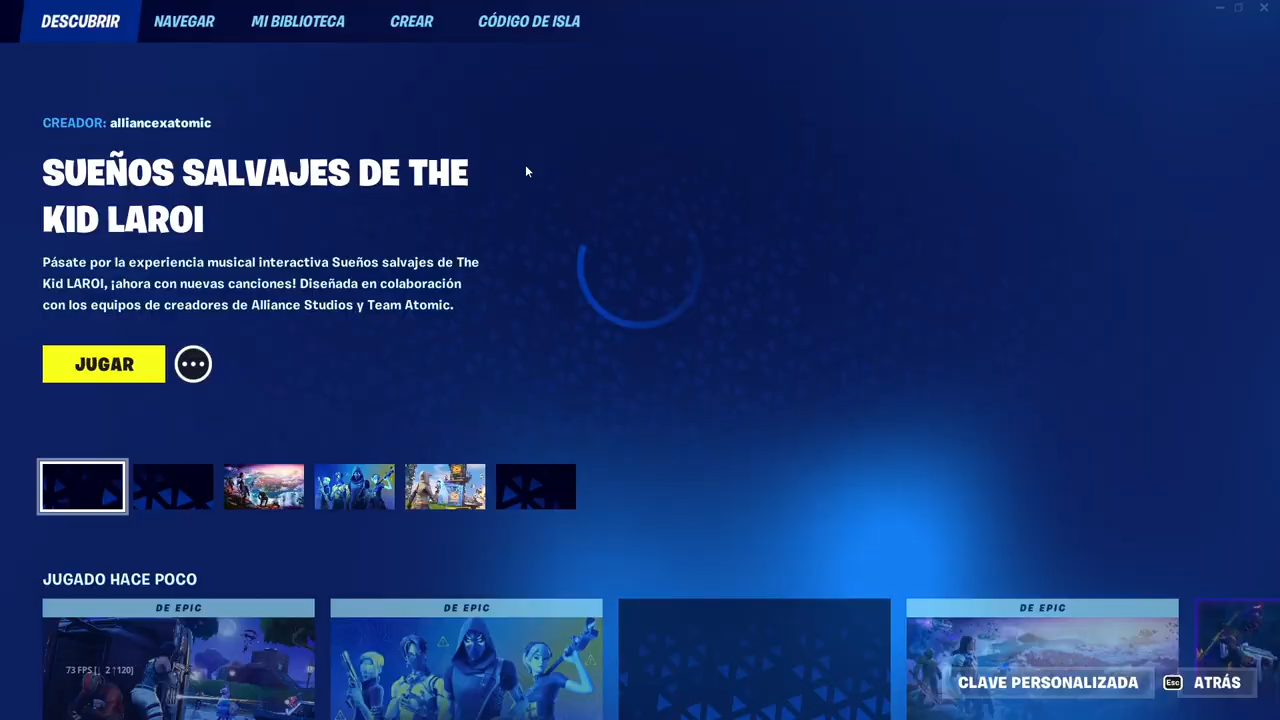 DESCUBRIR NAVEGAR MI BIBLIOTECA CREAR CÓDIGO DE ISLA
CREADOR: alliancexatomic
SUEÑOS SALVAJES DE THE
KID LAROI
Pásate por la experiencia musical interactiva Sueños salvajes de The
Kid LAROI, ¡ahora con nuevas canciones! Diseñada en colaboración
con los equipos de creadores de Alliance Studios y Team Atomic.
JUGAR
JUGADO HACE POCO
DE EPIC DE EPIC DE EPIC
73 FPS [↓ 2 ↑120]
CLAVE PERSONALIZADA Esc ATRÁS